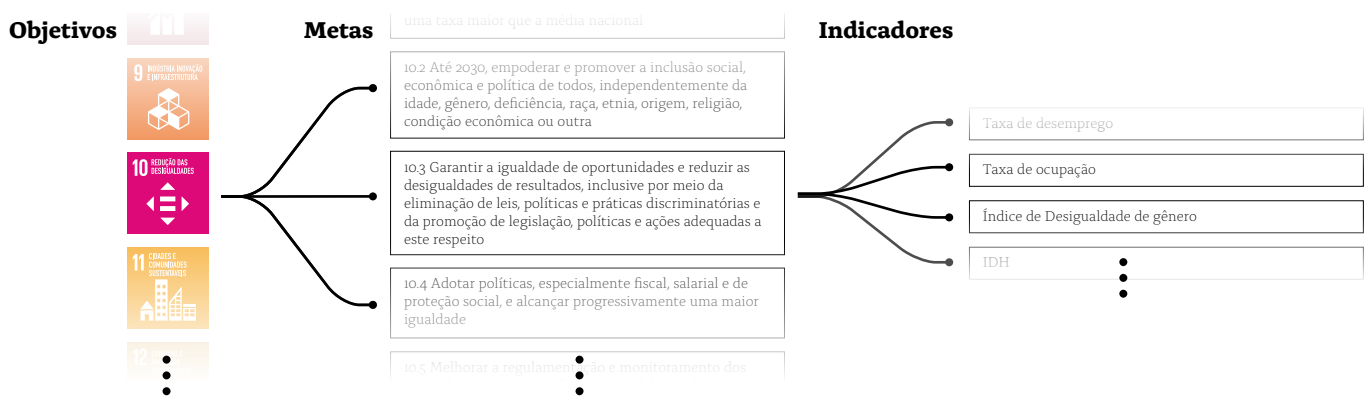 Objetivos
Metas
Indicadores
9 INDÚSTRIA INOVAÇÃO
E INFRAESTRUTURA
10 REDUÇÃO DAS
DESIGUALDADES
11 CIDADES E
COMUNIDADES
SUSTENTÁVEIS
12
uma taxa maior que a média nacional
10.2 Até 2030, empoderar e promover a inclusão social,
econômica e política de todos, independentemente da
idade, gênero, deficiência, raça, etnia, origem, religião,
condição econômica ou outra
10.3 Garantir a igualdade de oportunidades e reduzir as
desigualdades de resultados, inclusive por meio da
eliminação de leis, políticas e práticas discriminatórias e
da promoção de legislação, políticas e ações adequadas a
este respeito
10.4 Adotar políticas, especialmente fiscal, salarial e de
proteção social, e alcançar progressivamente uma maior
igualdade
10.5 Melhorar a regulamentação e monitoramento dos
Taxa de desemprego
Taxa de ocupação
Índice de Desigualdade de gênero
IDH